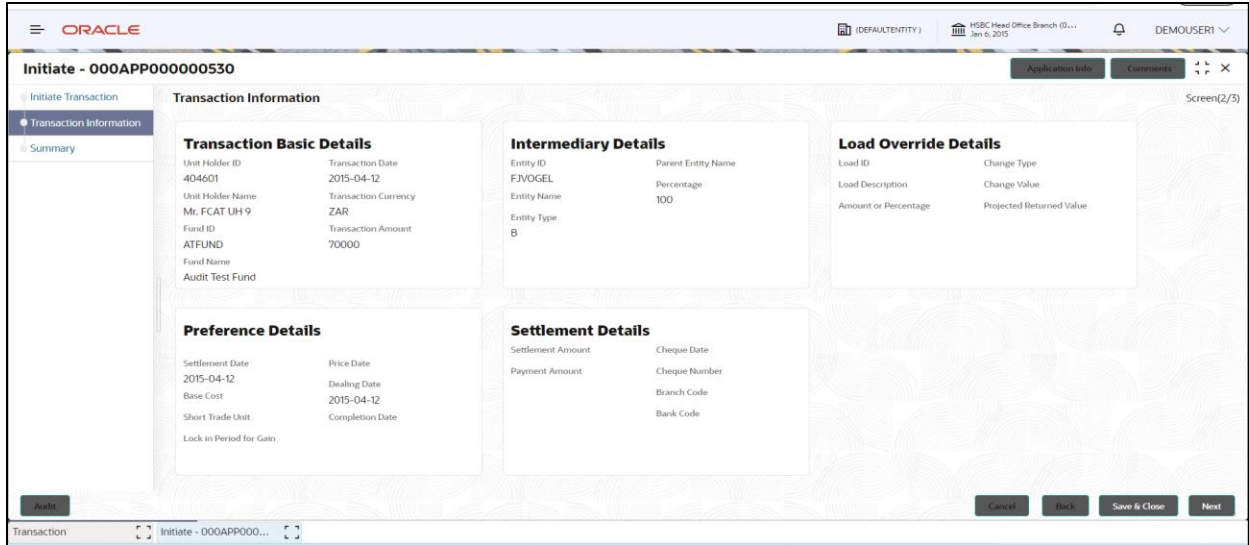 ORACLE
(DEFAULTENTITY)
HSBC Head Office Branch (0...
Jan 6, 2015
DEMOUSER1
Initiate - 000APP000000530
Application Info
Comments
Initiate Transaction
Transaction Information
Summary
Transaction Information
Screen(2/3)
Transaction Basic Details
Unit Holder ID
404601
Unit Holder Name
Mr. FCAT UH 9
Fund ID
ATFUND
Fund Name
Audit Test Fund
Transaction Date
2015-04-12
Transaction Currency
ZAR
Transaction Amount
70000
Intermediary Details
Entity ID
FJVOGEL
Entity Name
Entity Type
B
Parent Entity Name
Percentage
100
Load Override Details
Load ID
Load Description
Amount or Percentage
Change Type
Change Value
Projected Returned Value
Preference Details
Settlement Date
2015-04-12
Base Cost
Short Trade Unit
Lock in Period for Gain
Price Date
Dealing Date
2015-04-12
Completion Date
Settlement Details
Settlement Amount
Payment Amount
Cheque Date
Cheque Number
Branch Code
Bank Code
Audit
Cancel
Back
Save & Close
Next
Transaction
Initiate - 000APP000...